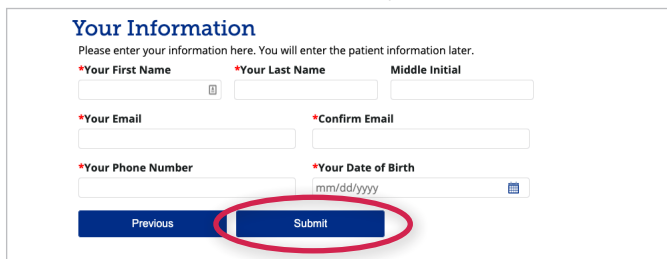 Your Information
Please enter your information here. You will enter the patient information later.
*Your First Name *Your Last Name Middle Initial
*Your Email *Confirm Email
*Your Phone Number *Your Date of Birth
mm/dd/yyyy
Previous Submit